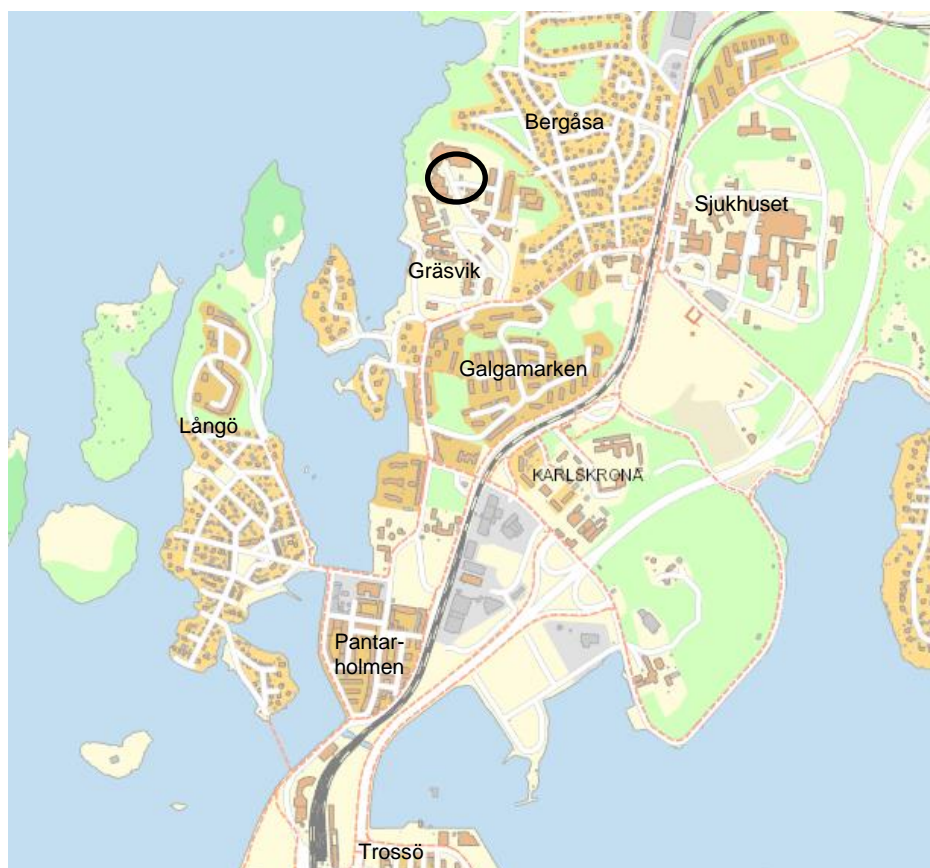 Bergåsa
Sjukhuset
Gräsvik
Galgamarken
Långö
KARLSKRONA
Pantar-
holmen
Trossö